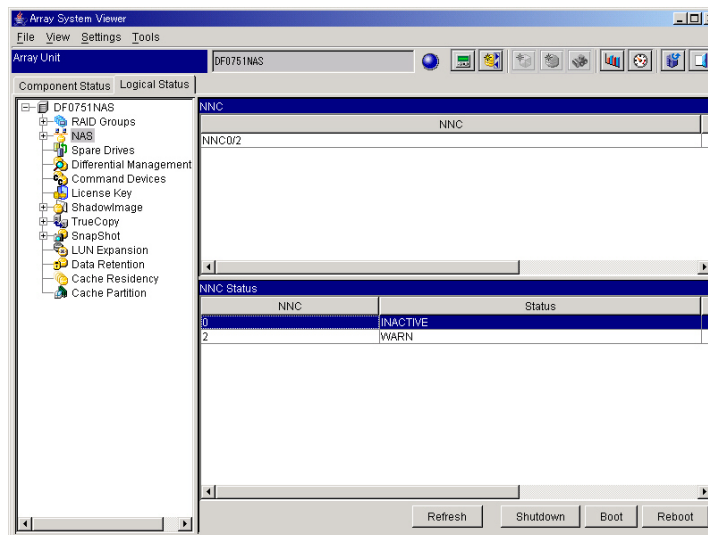 Array System Viewer
File View Settings Tools
Array Unit DF0751NAS
Component Status Logical Status
DF0751NAS
RAID Groups
NAS
Spare Drives
Differential Management
Command Devices
License Key
ShadowImage
TrueCopy
SnapShot
LUN Expansion
Data Retention
Cache Residency
Cache Partition
NNC
NNC
NNC0/2
NNC Status
NNC Status
0 INACTIVE
2 WARN
Refresh Shutdown Boot Reboot